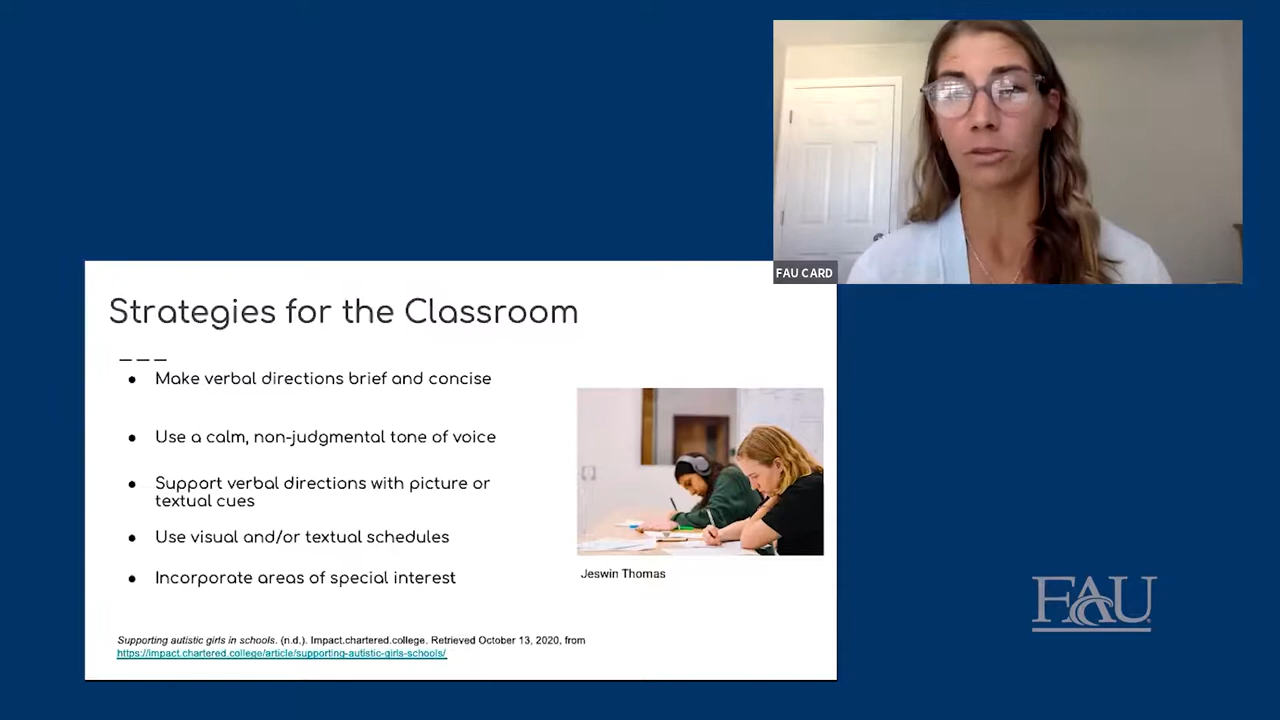 FAU CARD
Strategies for the Classroom
● Make verbal directions brief and concise
● Use a calm, non-judgmental tone of voice
● Support verbal directions with picture or
textual cues
● Use visual and/or textual schedules
● Incorporate areas of special interest
Jeswin Thomas
Supporting autistic girls in schools. (n.d.). Impact.chartered.college. Retrieved October 13, 2020, from
https://impact.chartered.college/article/supporting-autistic-girls-schools/
FAU